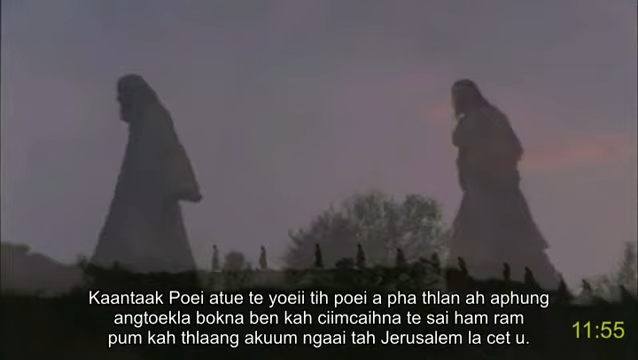 Kaantaak Poei atue te yoeii tih poei a pha thlan ah aphung
angtoekla bokna ben kah ciimcaihna te sai ham ram
pum kah thlaang akuum ngaai tah Jerusalem la cet u.
11:55